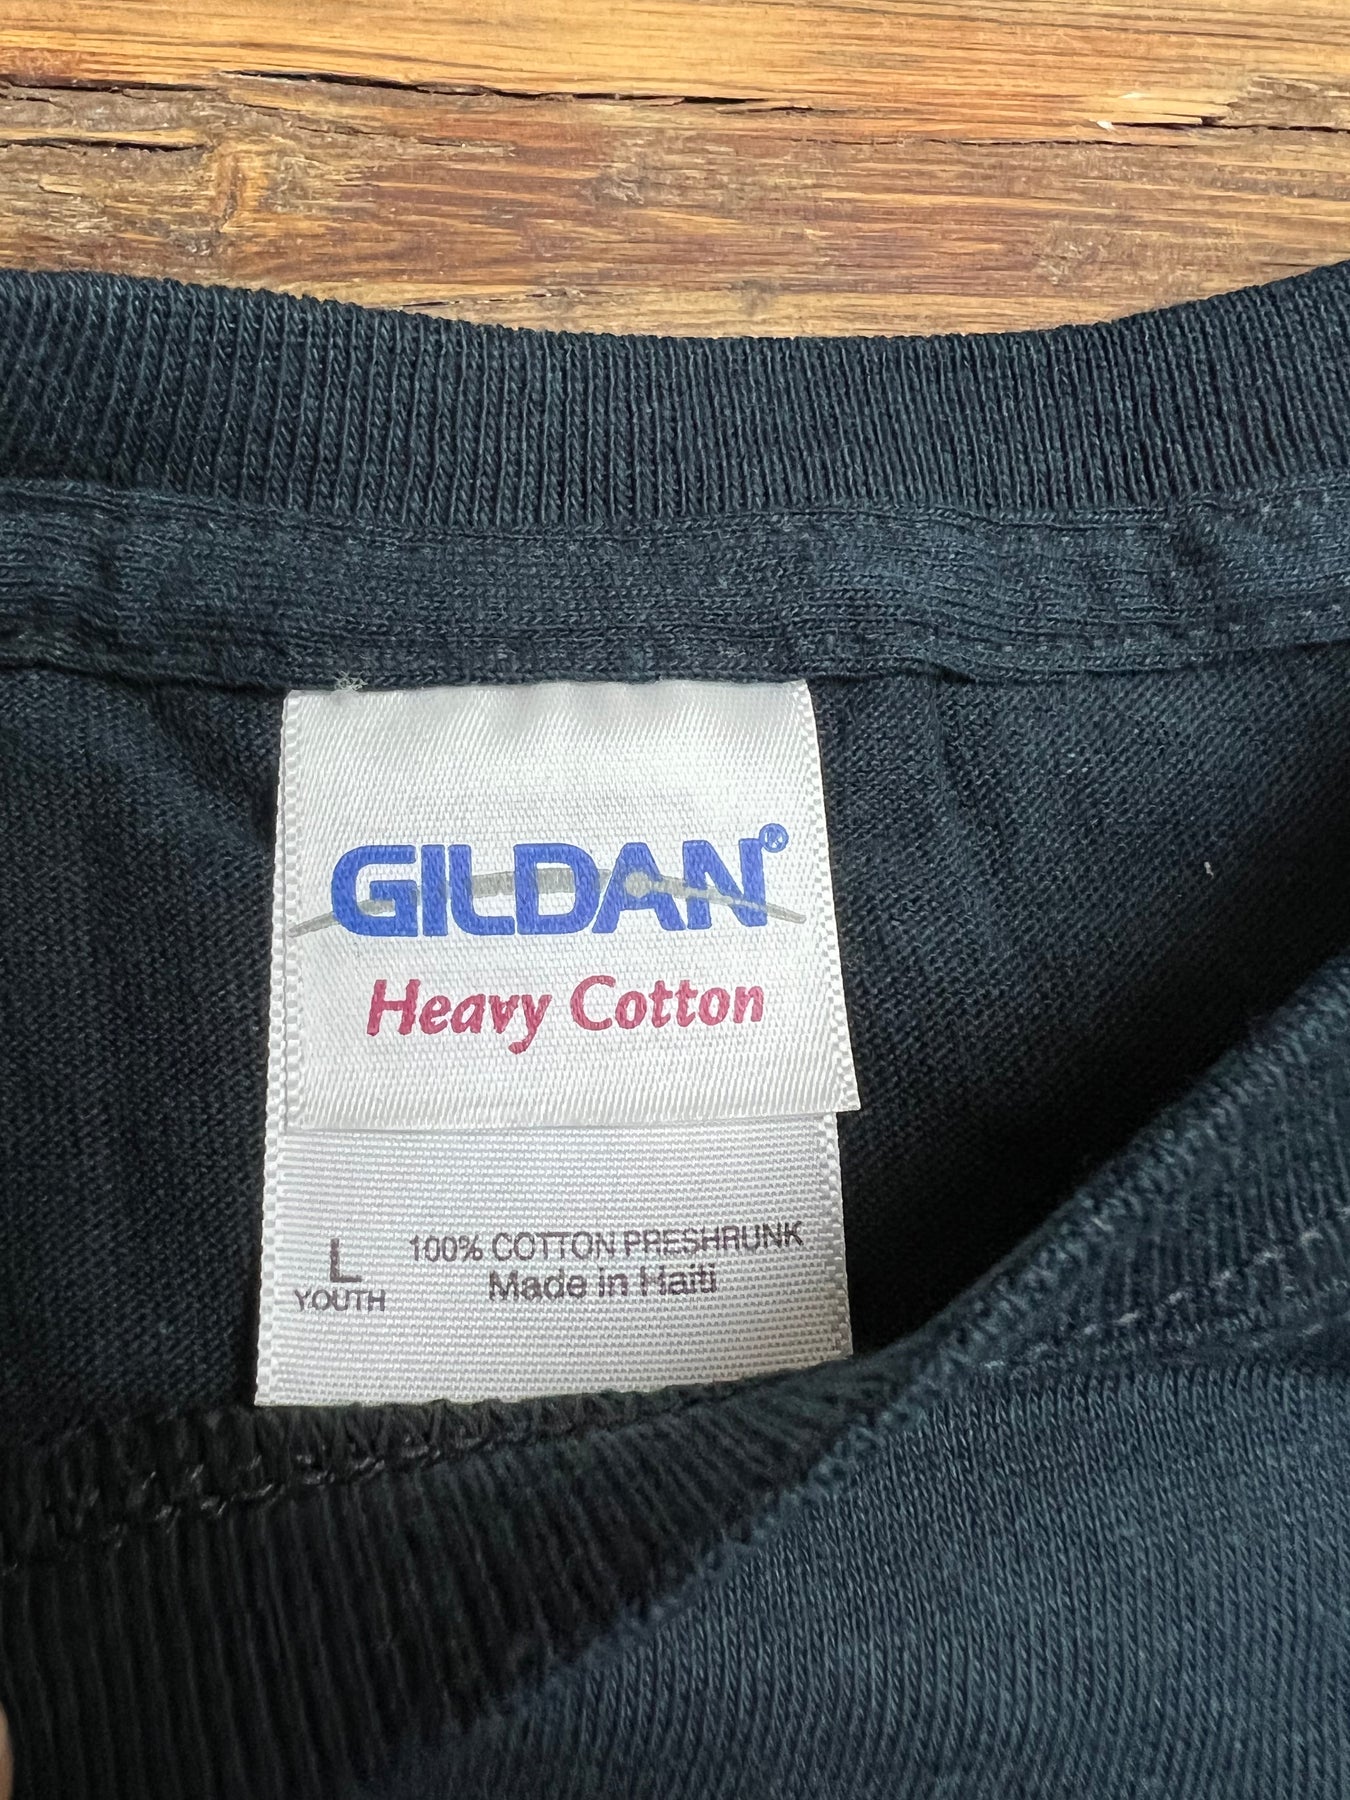 GILDAN®
Heavy Cotton
L
YOUTH
100% COTTON PRESHRUNK
Made in Haiti